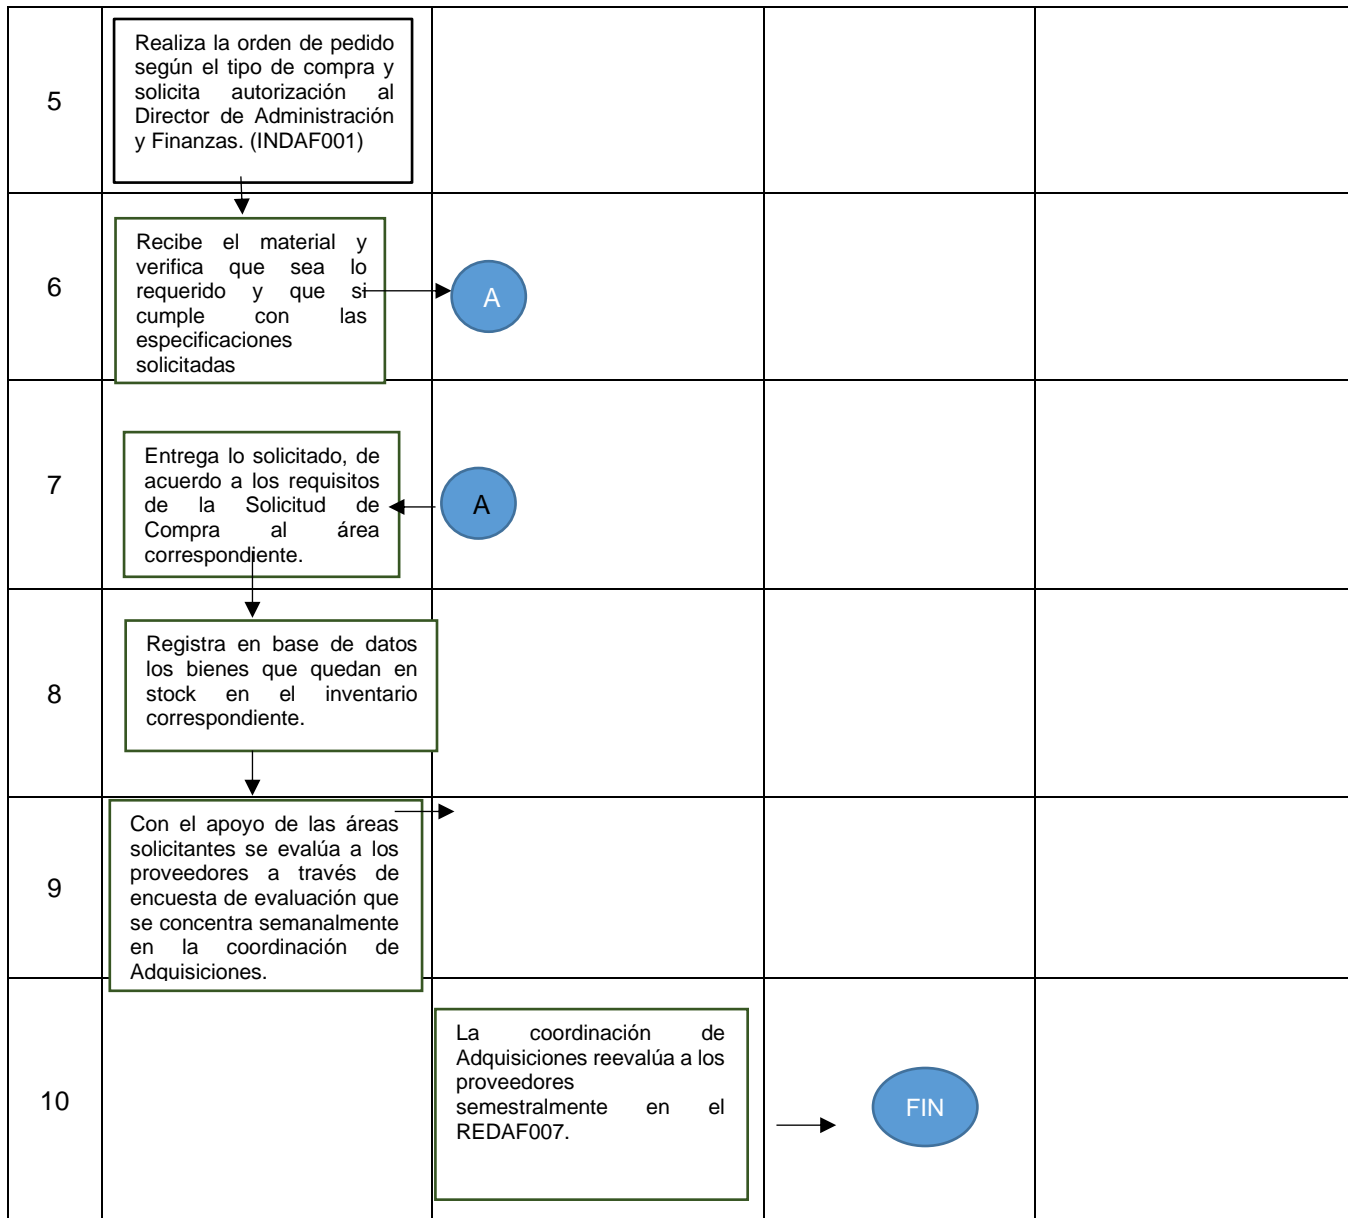 5
Realiza la orden de pedido
según el tipo de compra y
solicita autorización al
Director de Administración
y Finanzas. (INDAF001)
6
Recibe el material y
verifica que sea lo
requerido y que si
cumple con las
especificaciones
solicitadas
A
7
Entrega lo solicitado, de
acuerdo a los requisitos
de la Solicitud de
Compra al área
correspondiente.
A
8
Registra en base de datos
los bienes que quedan en
stock en el inventario
correspondiente.
9
Con el apoyo de las áreas
solicitantes se evalúa a los
proveedores a través de
encuesta de evaluación que
se concentra semanalmente
en la coordinación de
Adquisiciones.
10
La coordinación de
Adquisiciones reevalúa a los
proveedores
semestralmente en el
REDAF007.
FIN